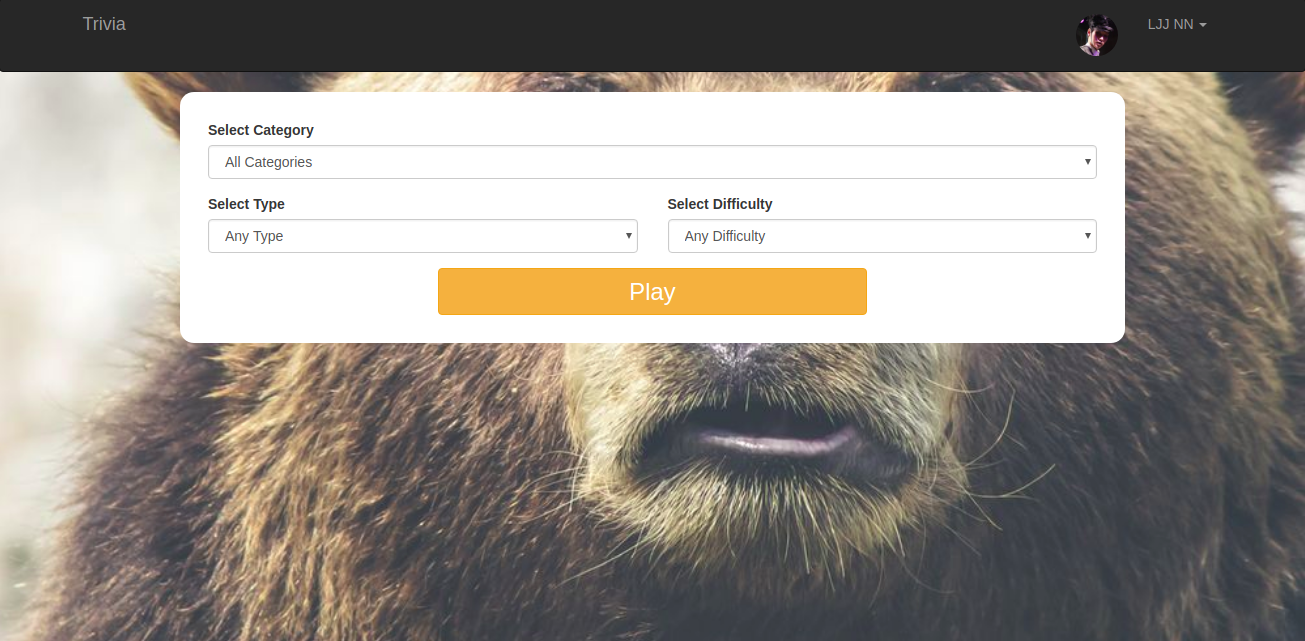 Trivia
LJJ NN
Select Category
All Categories
Select Type
Select Difficulty
Any Type
Any Difficulty
Play